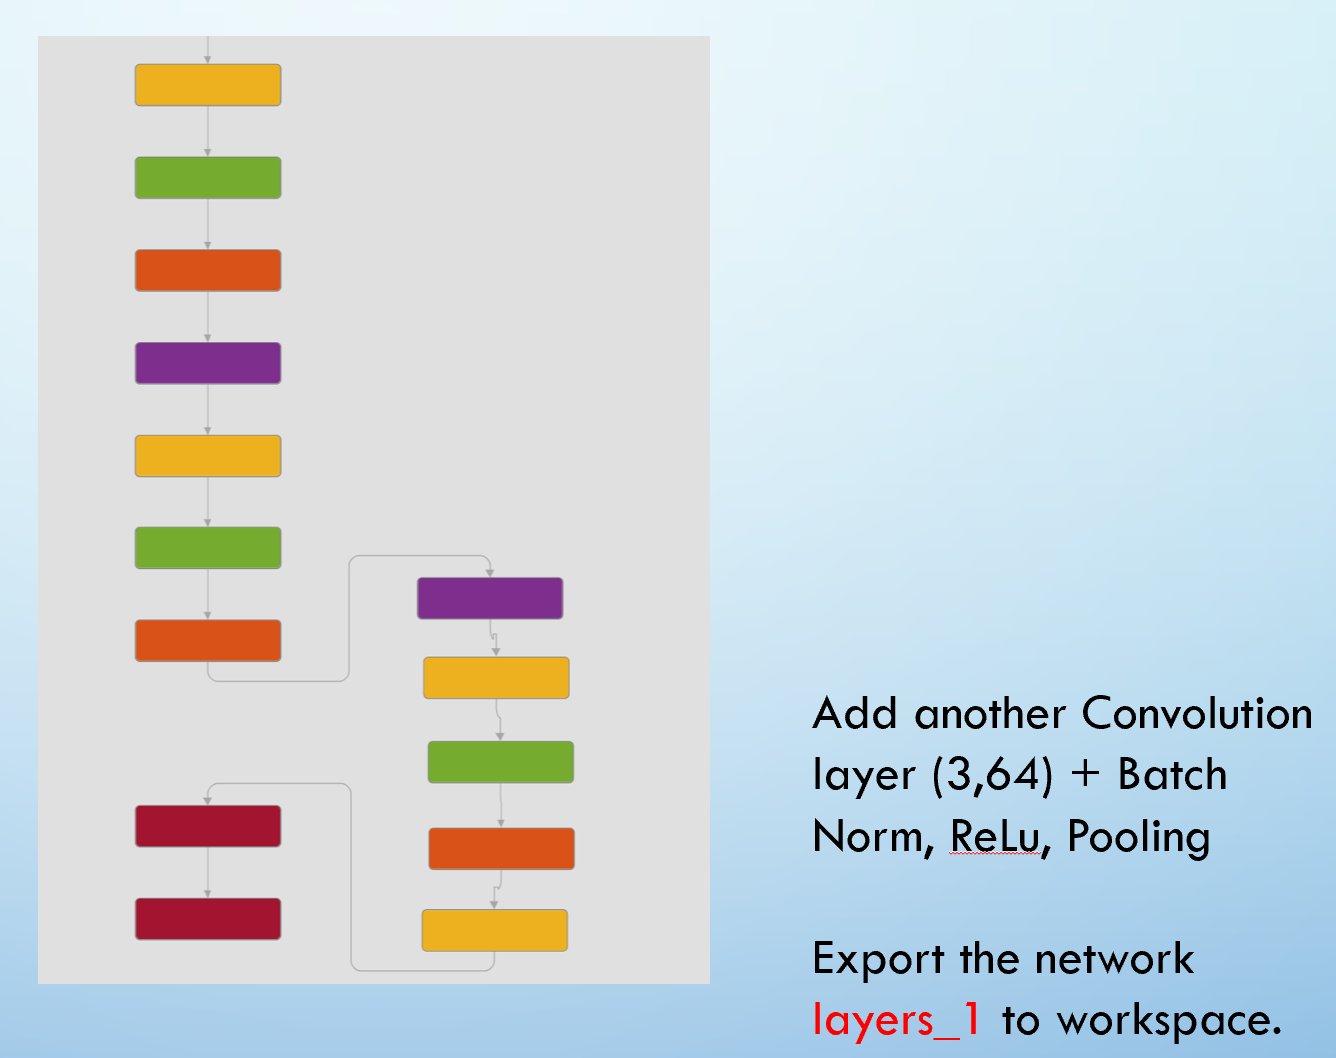 Add another Convolution
layer (3,64) + Batch
Norm, ReLu, Pooling
Export the network
layers_1 to workspace.